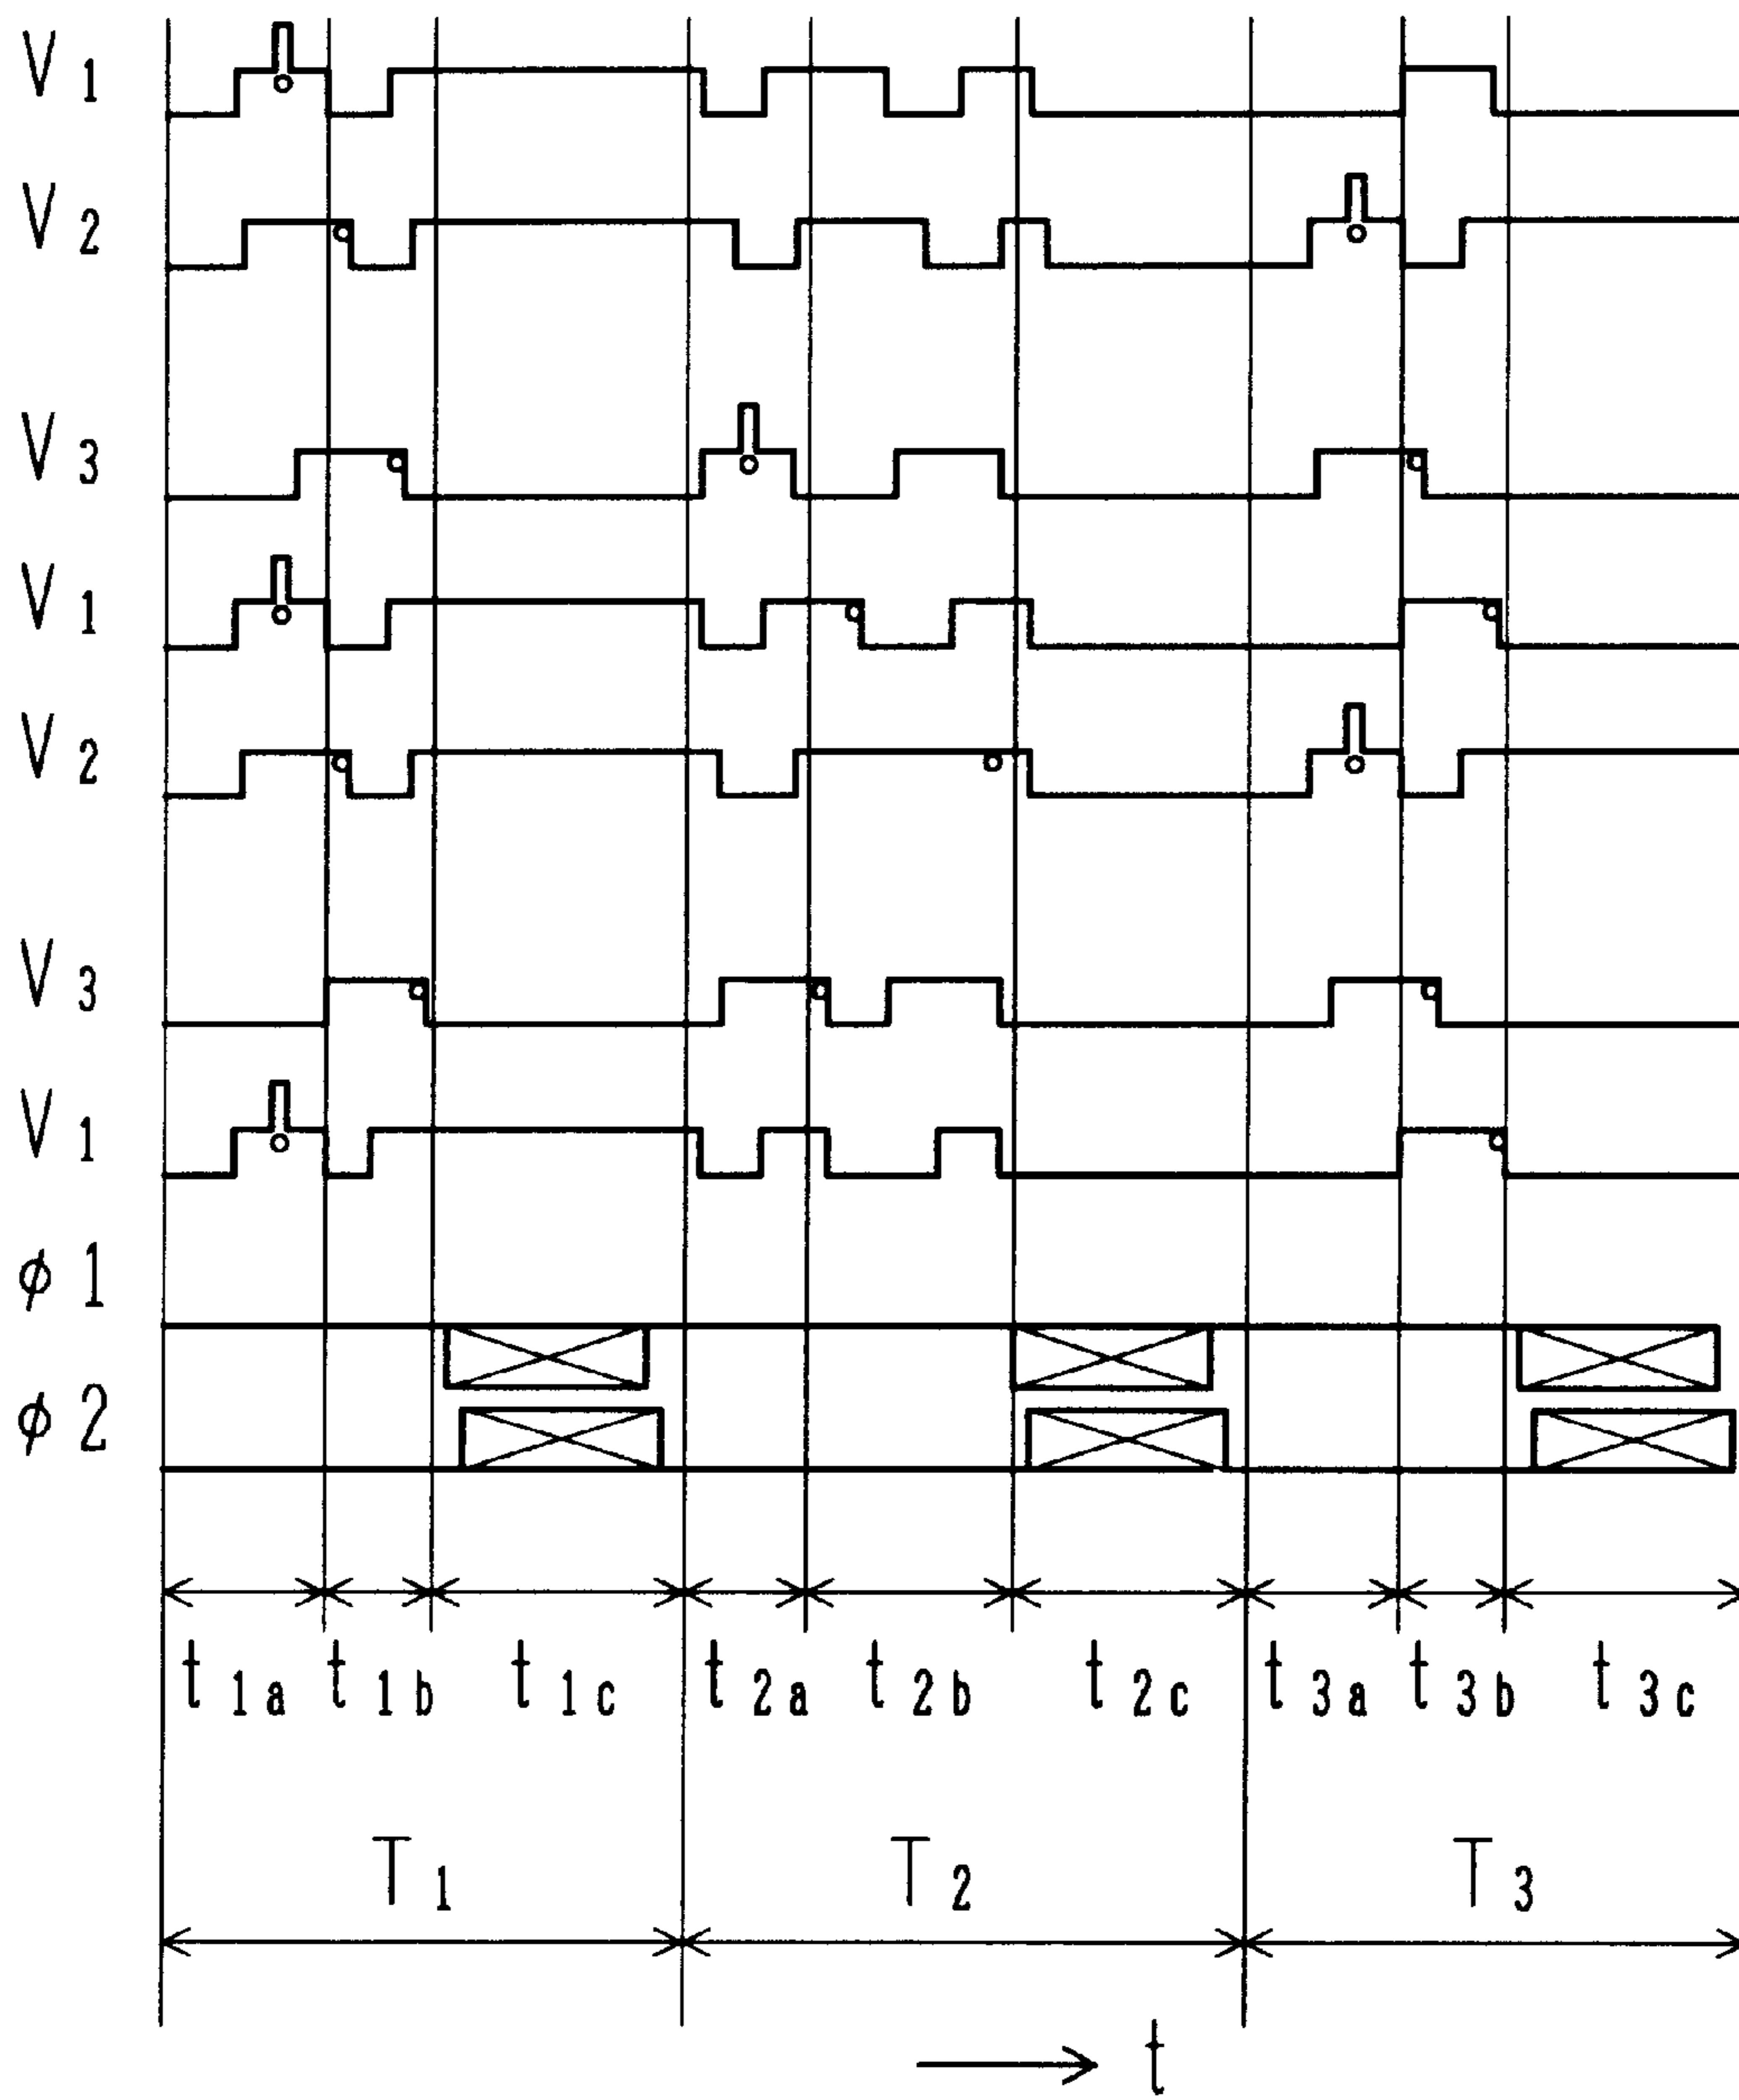 V1
V2
V3
V1
V2
V3
V1
ϕ1
ϕ2
t1a t1b t1c t2a t2b t2c t3a t3b t3c
T1 T2 T3
t